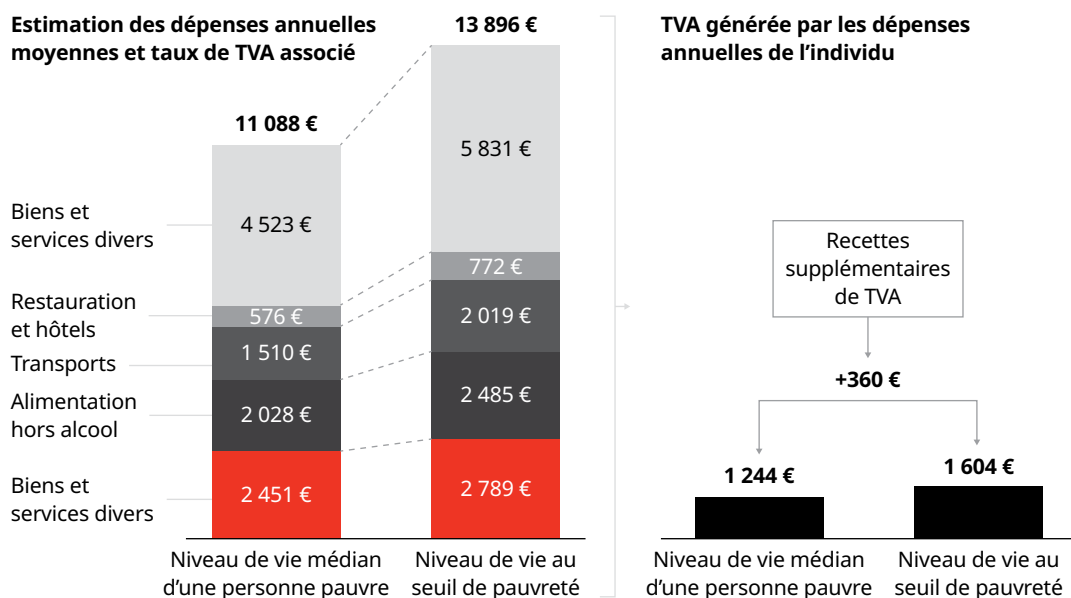 Estimation des dépenses annuelles
moyennes et taux de TVA associé
13 896 €
11 088 €
5 831 €
Biens et
services divers
4 523 €
772 €
Restauration
et hôtels
576 €
2 019 €
Transports
1 510 €
Alimentation
hors alcool
2 028 €
2 485 €
Biens et
services divers
2 451 €
2 789 €
Niveau de vie médian
d'une personne pauvre
Niveau de vie au
seuil de pauvreté
TVA générée par les dépenses
annuelles de l'individu
Recettes
supplémentaires
de TVA
+360 €
1 244 €
1 604 €
Niveau de vie médian
d'une personne pauvre
Niveau de vie au
seuil de pauvreté